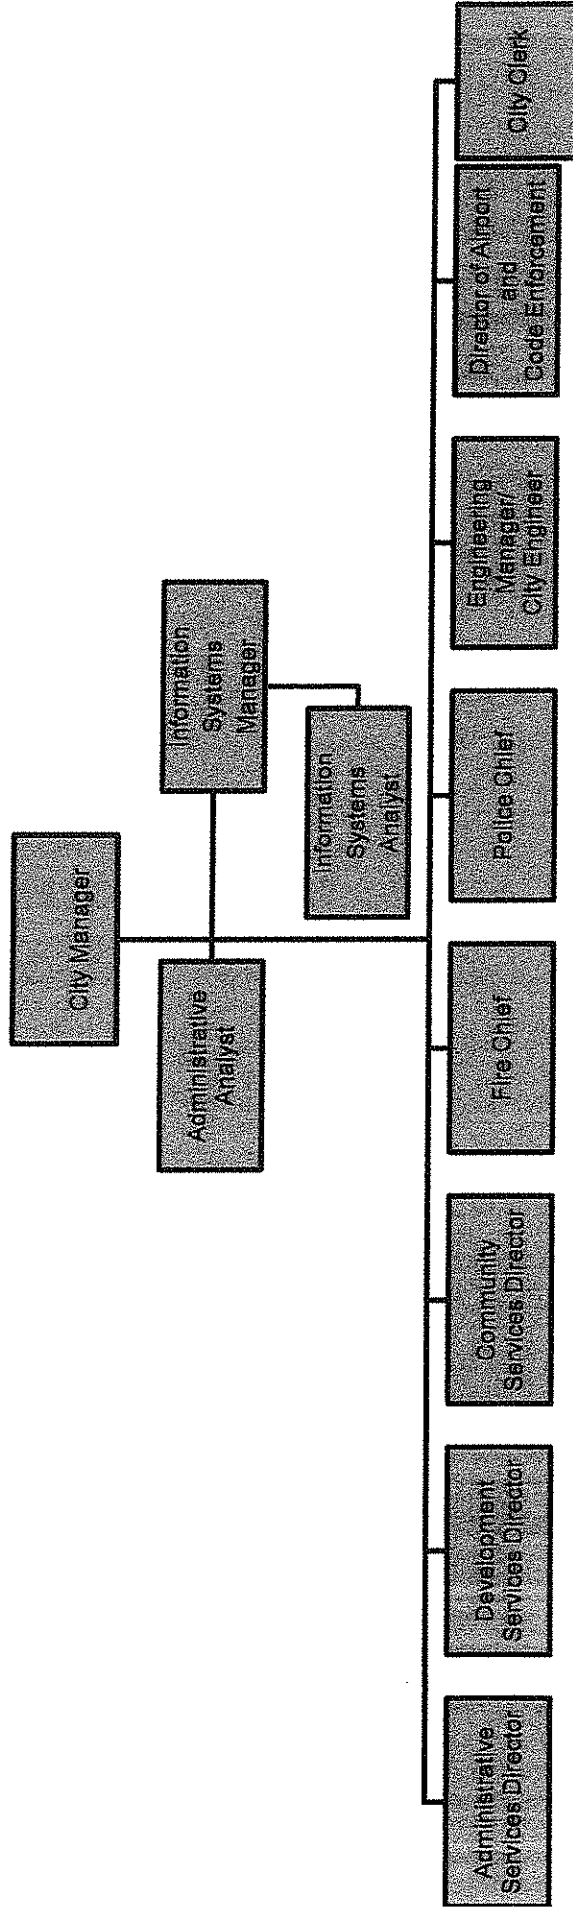 City Manager
Administrative
Analyst
Information
Systems
Manager
Information
Systems
Analyst
Administrative
Services Director
Development
Services Director
Community
Services Director
Fire Chief
Police Chief
Engineering
Manager/
City Engineer
Director of Airport
and
Code Enforcement
City Clerk